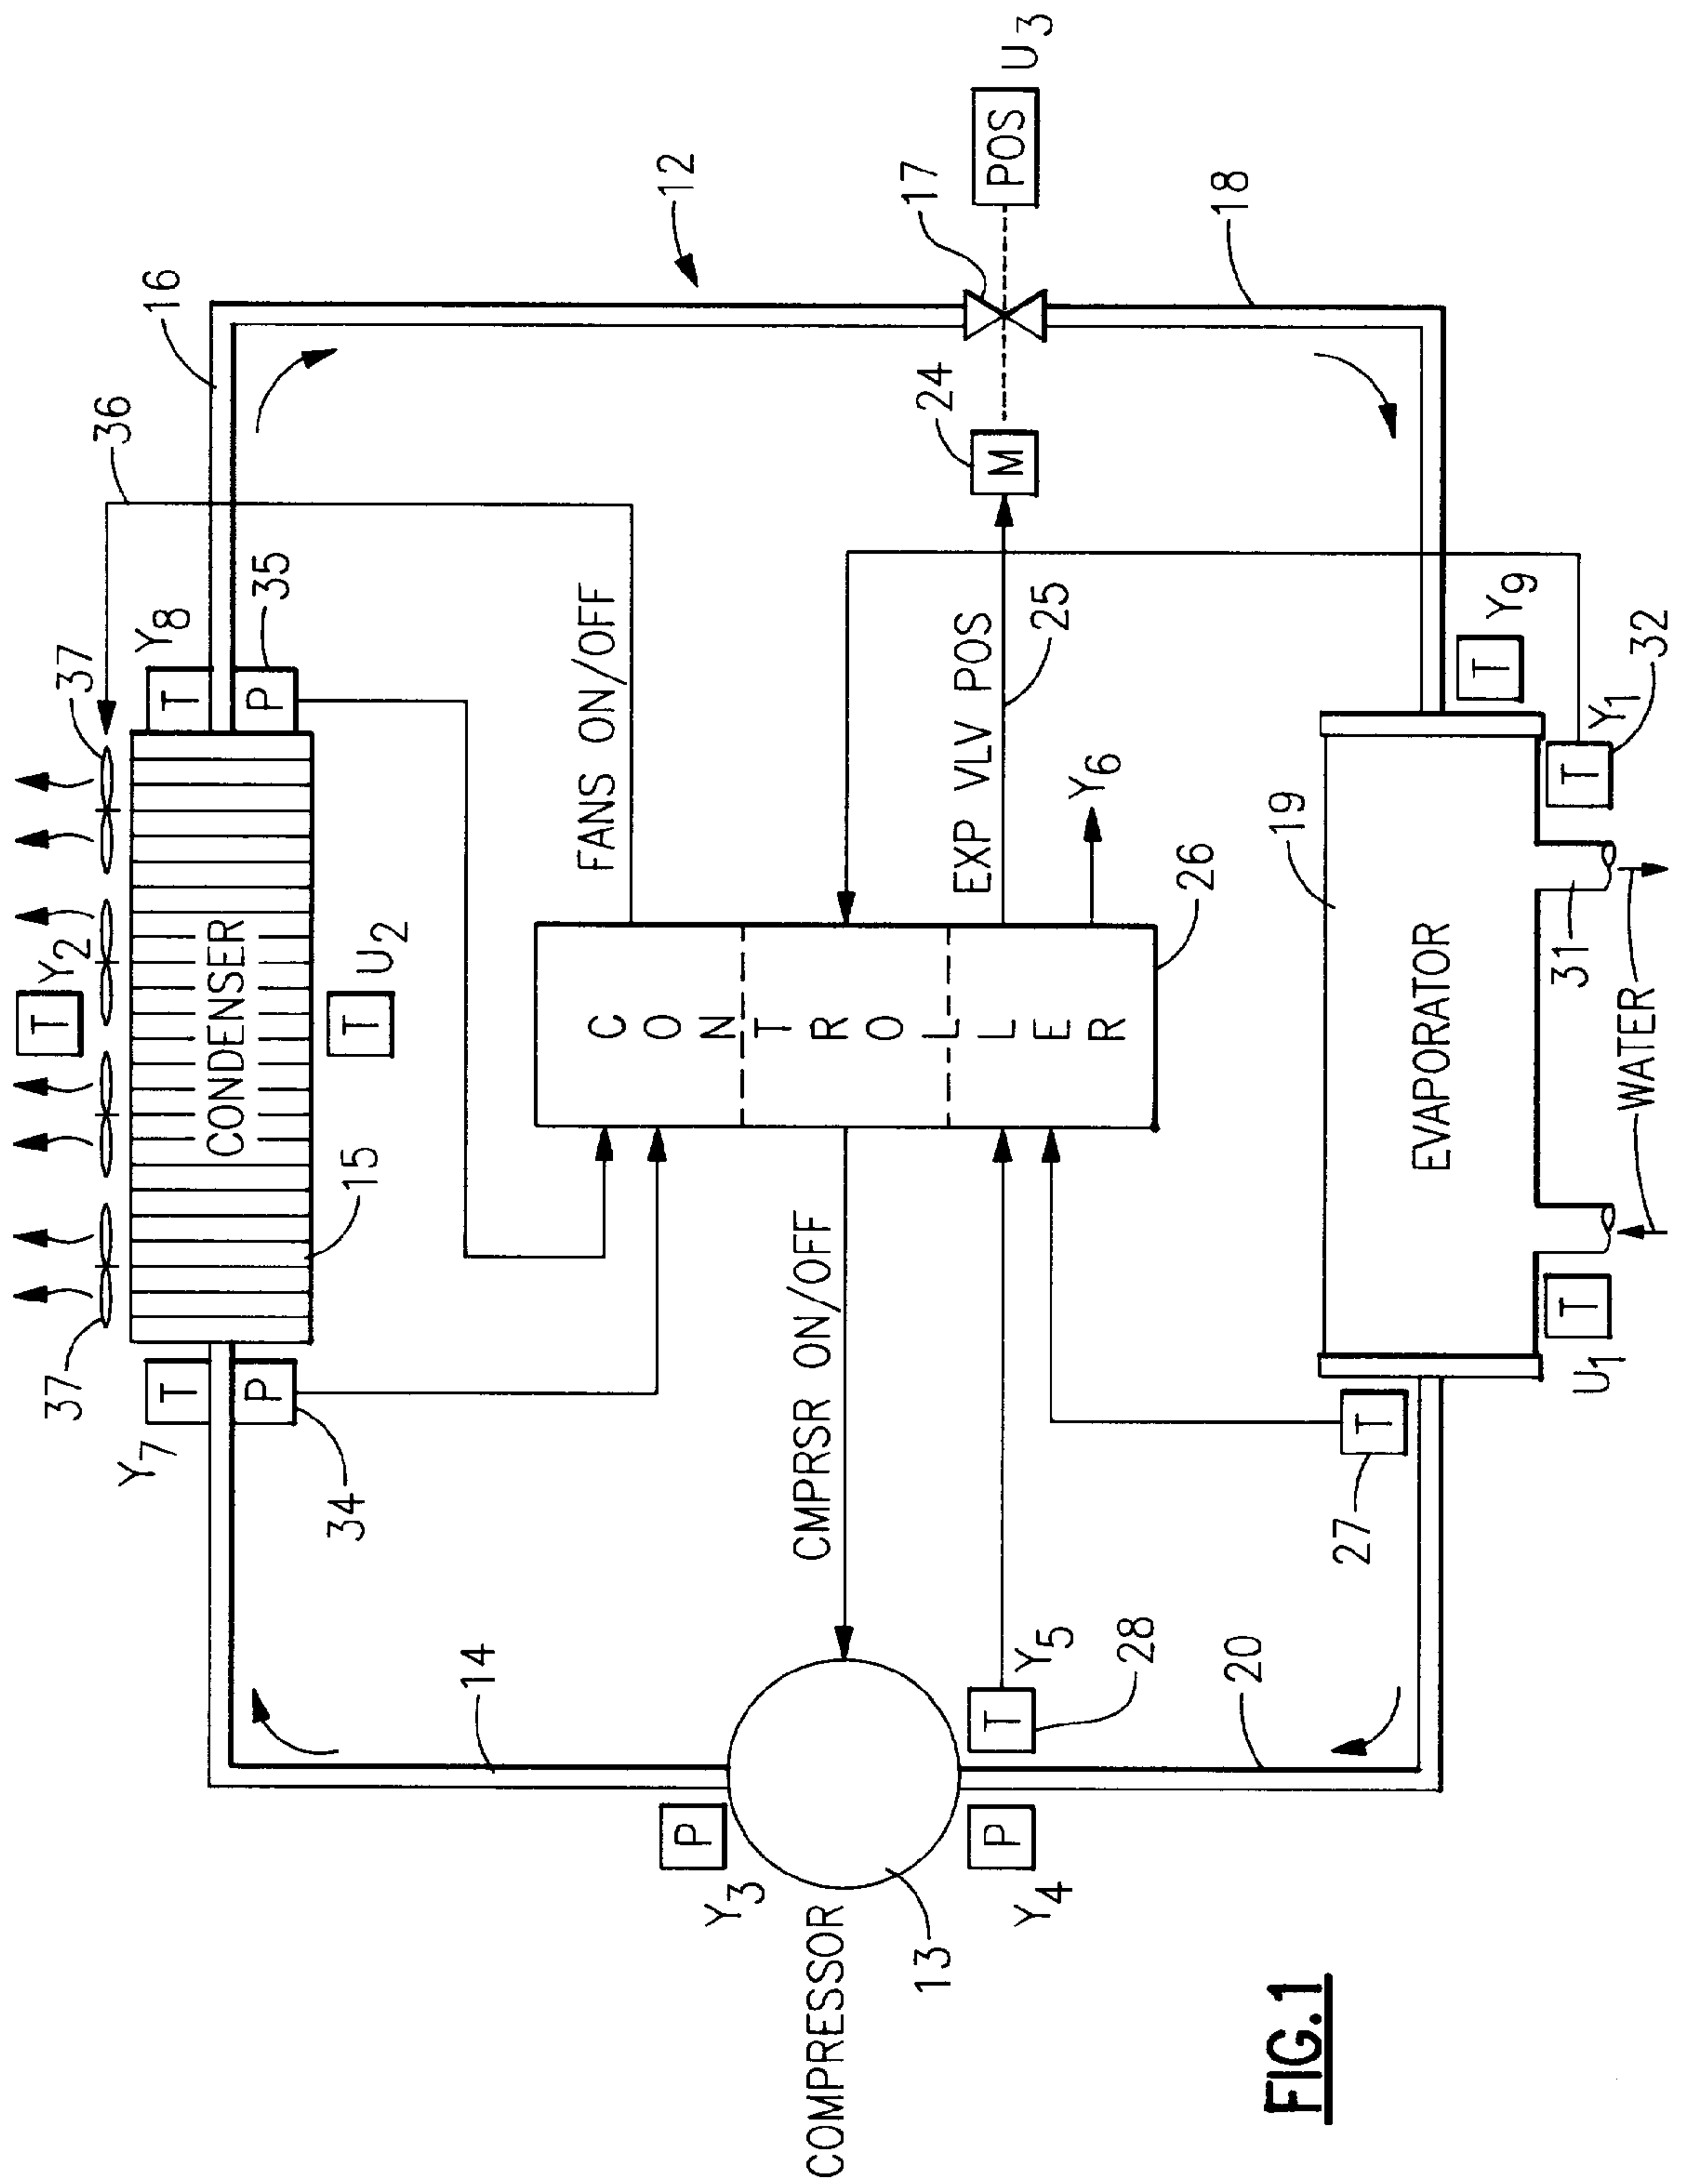 T
37
Y2
37
36
Y7
Y8
16
T
T
CONDENSER
P
P
35
34
15
T
U2
14
FANS ON/OFF
12
P
Y3
CMPRSR ON/OFF
COMPRESSOR
C
O
N
T
R
O
L
L
E
R
13
24
17
EXP VLV POS
P
T
M
POS
U3
Y4
Y5
25
Y6
28
26
18
20
19
27
T
EVAPORATOR
T
Y9
31
T
T
U1
Y1
WATER
32
FIG.1